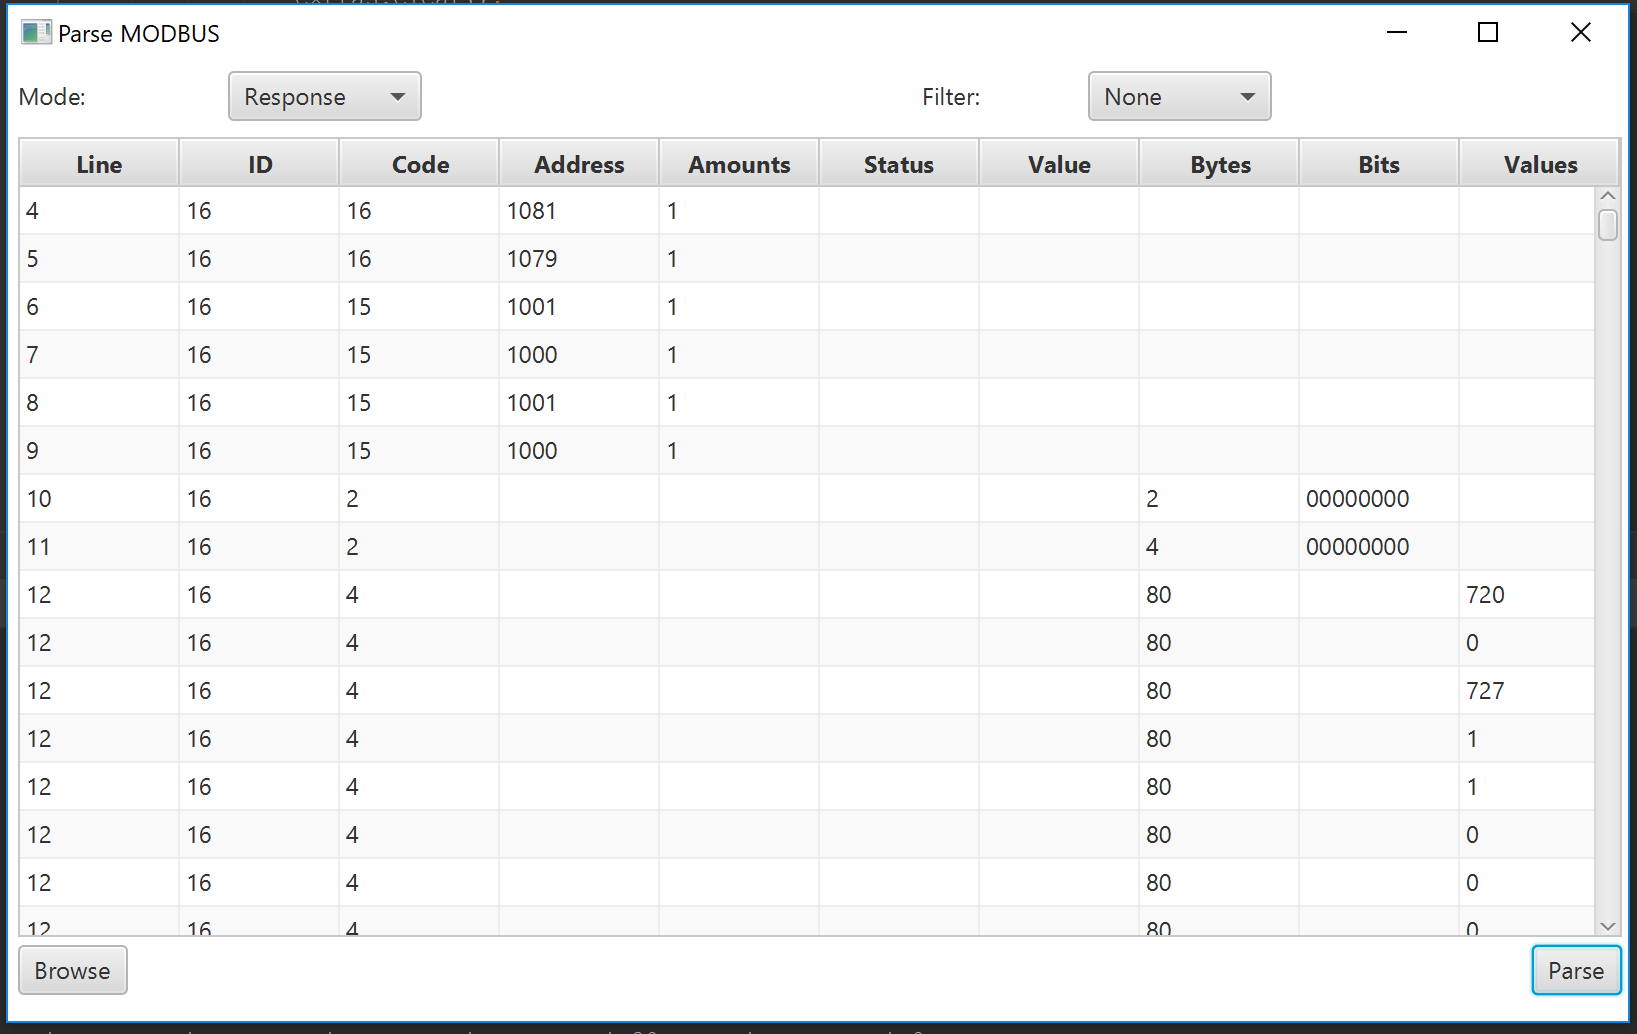 Parse MODBUS
Mode: Response Filter: None
Line ID Code Address Amounts Status Value Bytes Bits Values
4 16 16 1081 1
5 16 16 1079 1
6 16 15 1001 1
7 16 15 1000 1
8 16 15 1001 1
9 16 15 1000 1
10 16 2 2 00000000
11 16 2 4 00000000
12 16 4 80 720
12 16 4 80 0
12 16 4 80 727
12 16 4 80 1
12 16 4 80 1
12 16 4 80 0
12 16 4 80 0
12 16 4 80 0
Browse Parse